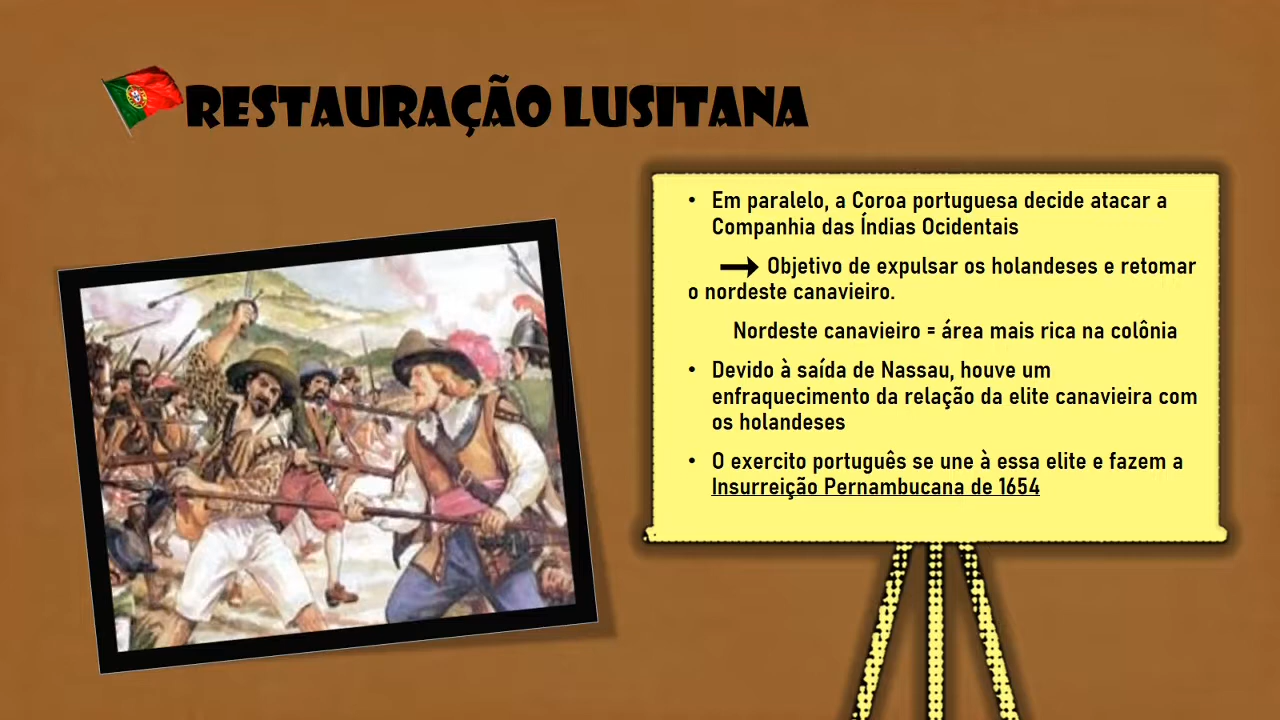 RESTAURAÇÃO LUSITANA
• Em paralelo, a Coroa portuguesa decide atacar a
Companhia das Índias Ocidentais
Objetivo de expulsar os holandeses e retomar
o nordeste canavieiro.
Nordeste canavieiro = área mais rica na colônia
• Devido à saída de Nassau, houve um
enfraquecimento da relação da elite canavieira com
os holandeses
• O exercito português se une à essa elite e fazem a
Insurreição Pernambucana de 1654